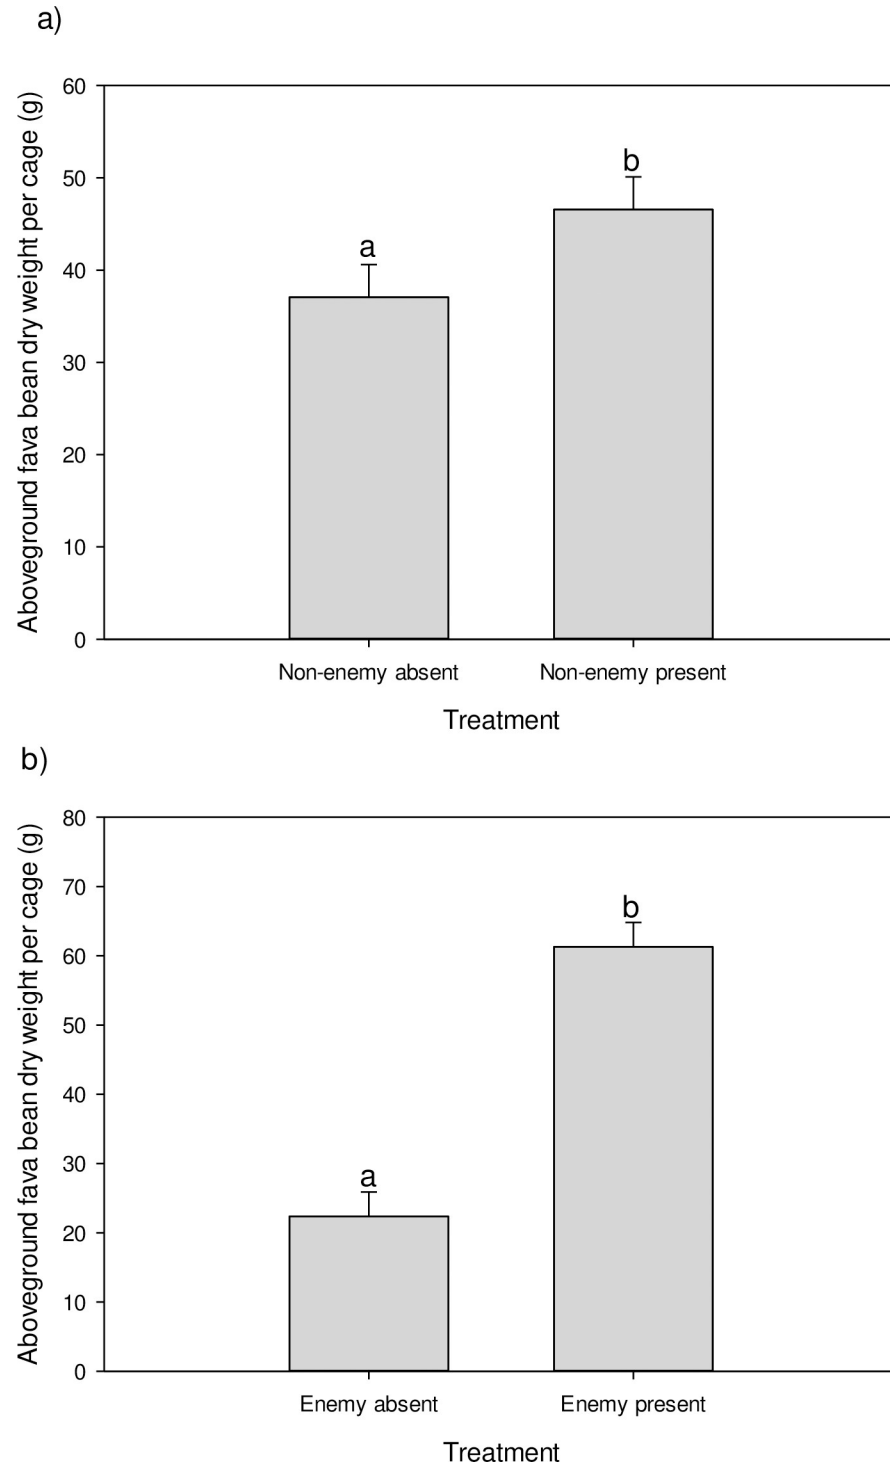 a)
Aboveground fava bean dry weight per cage (g)
60
50
40
30
20
10
0
a
b
Non-enemy absent
Non-enemy present
Treatment
b)
Aboveground fava bean dry weight per cage (g)
80
70
60
50
40
30
20
10
0
a
b
Enemy absent
Enemy present
Treatment